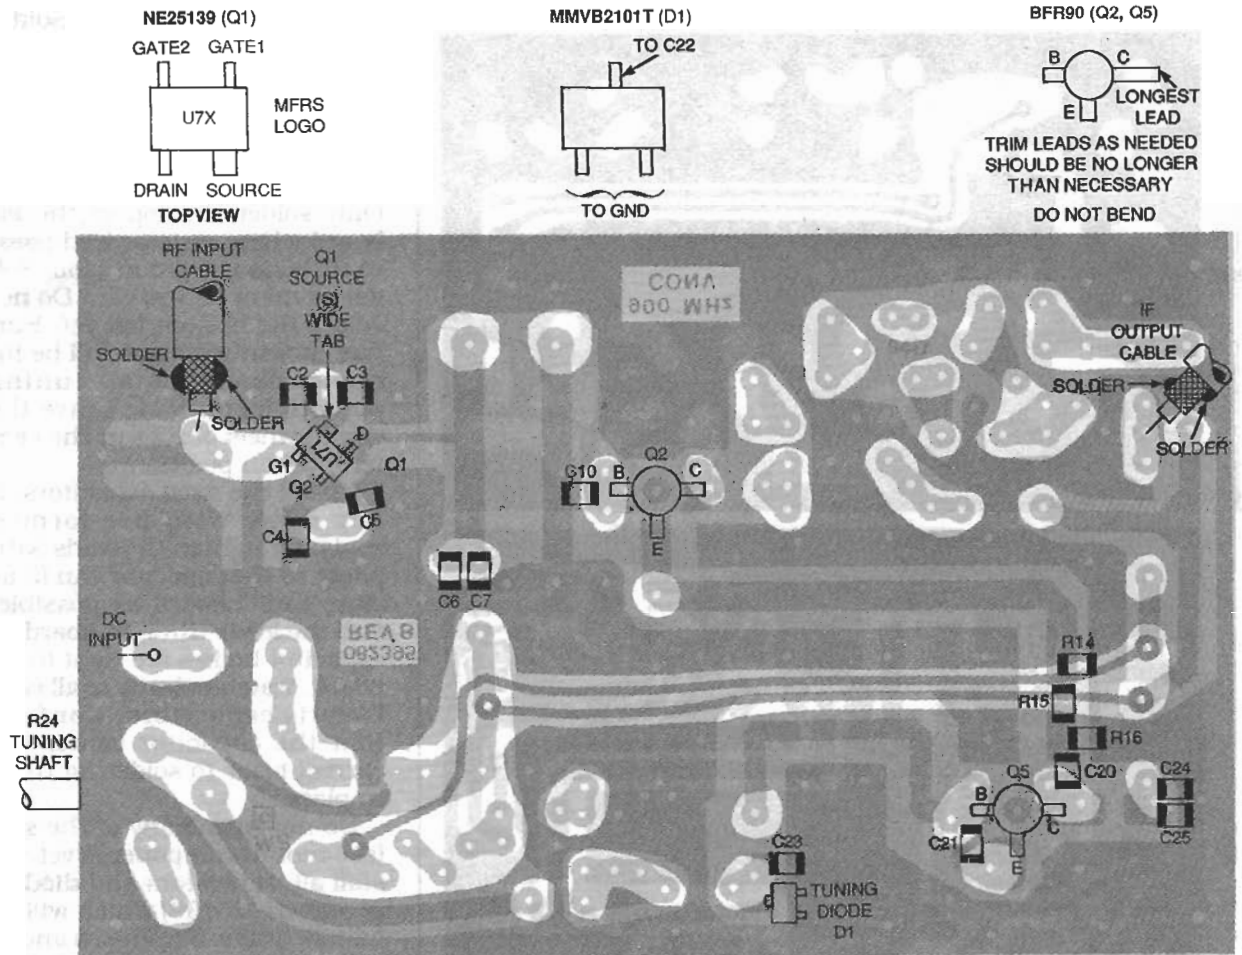 NE25139 (Q1)
GATE2 GATE1
U7X
MFRS
LOGO
DRAIN SOURCE
TOPVIEW
MMVB2101T (D1)
TO C22
TO GND
BFR90 (Q2, Q5)
B C
E
LONGEST
LEAD
TRIM LEADS AS NEEDED
SHOULD BE NO LONGER
THAN NECESSARY
DO NOT BEND
RF INPUT
CABLE
SOLDER
SOLDER
Q1
SOURCE
(S)
WIDE
TAB
C2 C3
D
U71
G1
G2
Q1
C4
C5
CONV
900 MHz
IF
OUTPUT
CABLE
SOLDER
SOLDER
Q2
C10 B C
E
C6 C7
DC
INPUT
REV B
082395
R14
R15
R16
R24
TUNING
SHAFT
C20
Q5
B
C
E
C21
C24
C25
C23
TUNING
DIODE
D1